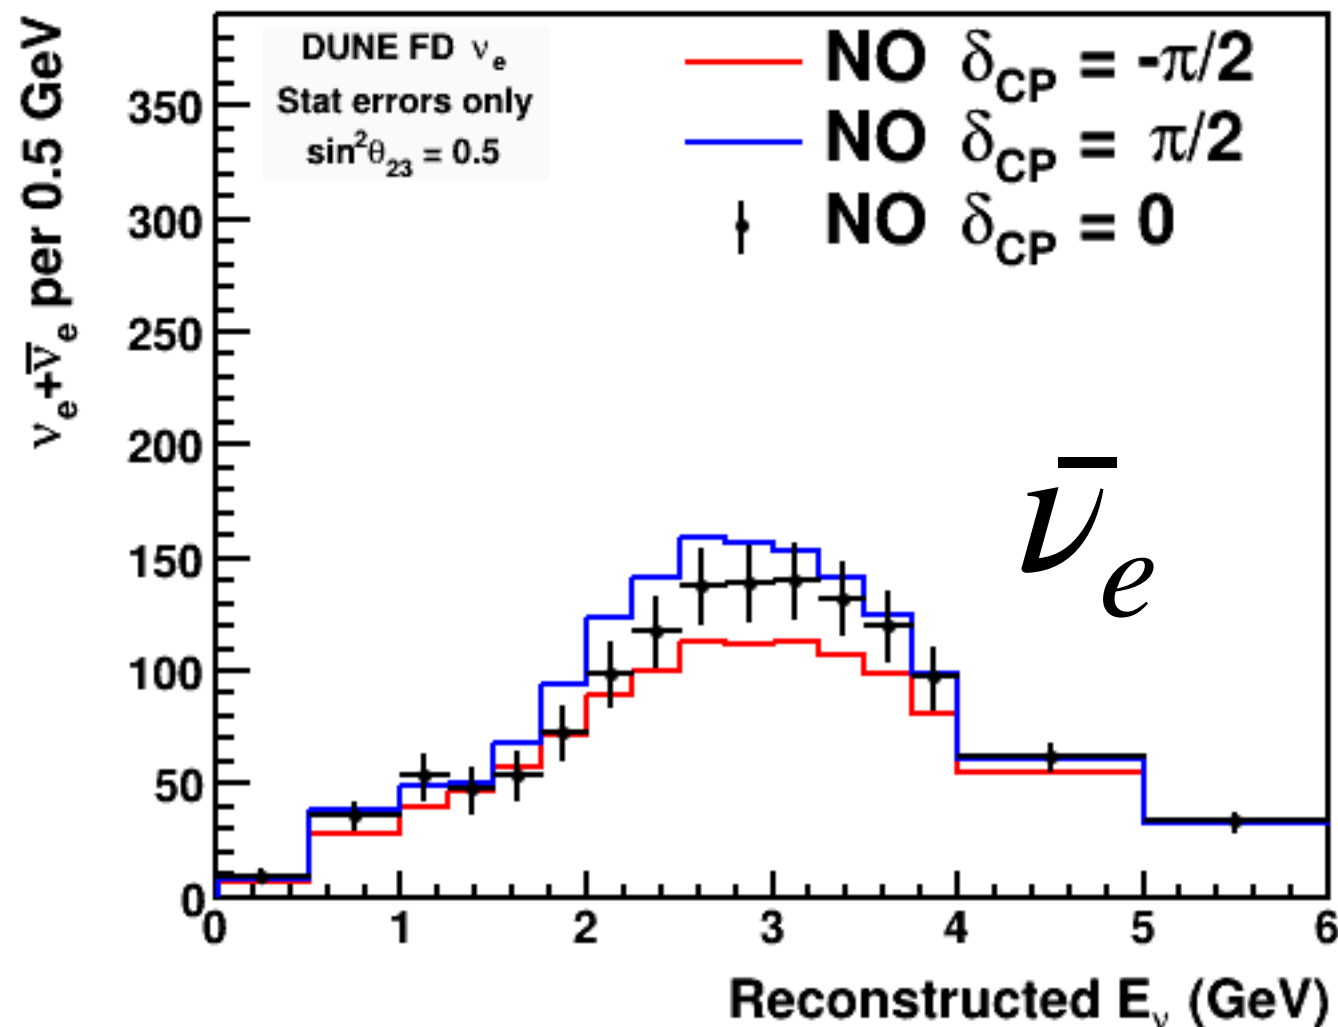 νe+ν̅e per 0.5 GeV
DUNE FD νe
Stat errors only
sin²θ23 = 0.5
NO δCP = -π/2
NO δCP = π/2
NO δCP = 0
350
300
250
200
150
100
50
0
ν̅e
0 1 2 3 4 5 6
Reconstructed Eν (GeV)